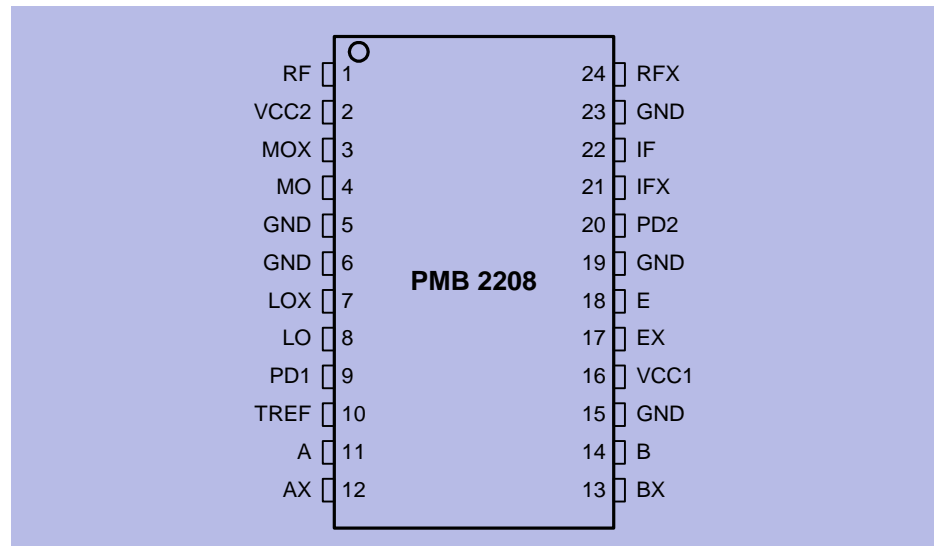 RF 1 24 RFX
VCC2 2 23 GND
MOX 3 22 IF
MO 4 21 IFX
GND 5 20 PD2
GND 6 19 GND
PMB 2208
LOX 7 18 E
LO 8 17 EX
PD1 9 16 VCC1
TREF 10 15 GND
A 11 14 B
AX 12 13 BX